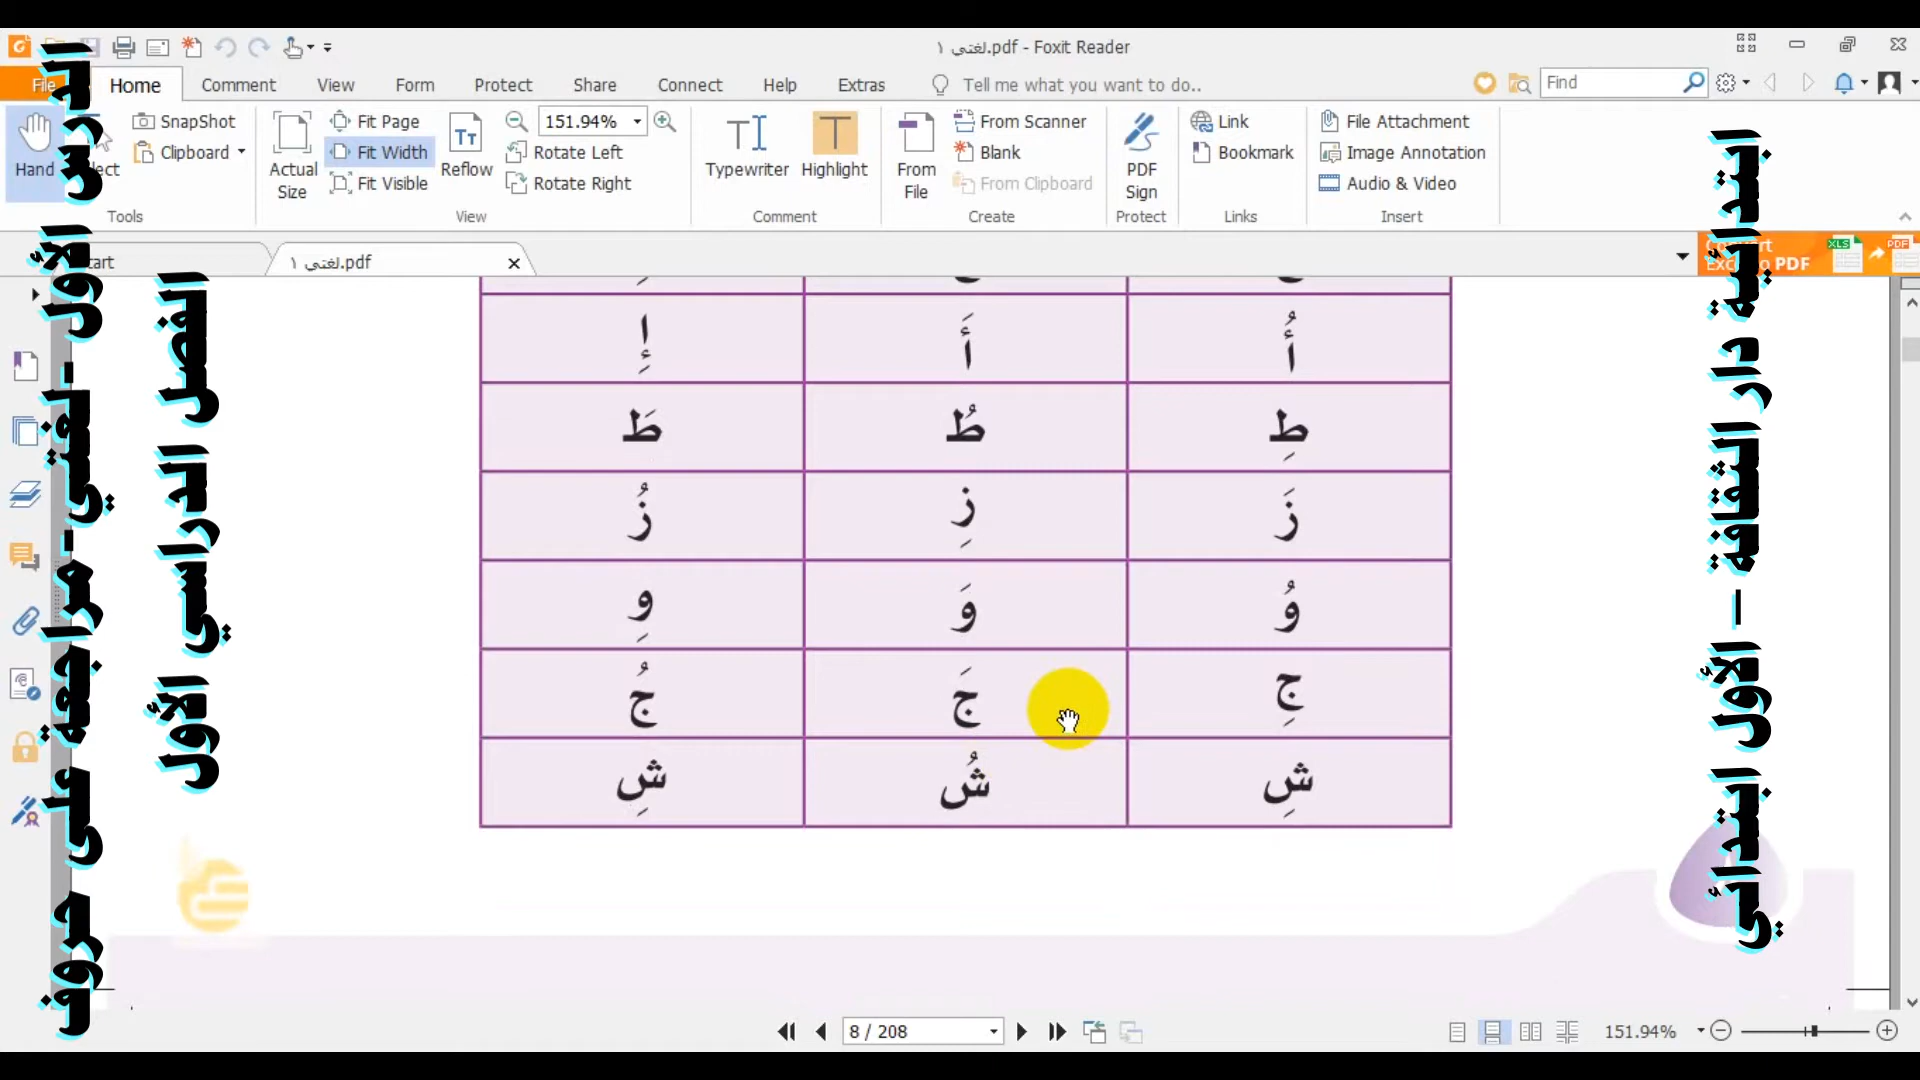 لغتي ١.pdf - Foxit Reader
File Home Comment View Form Protect Share Connect Help Extras Tell me what you want to do.. Find
Hand
SnapShot
Clipboard
Tools
Actual Size
Fit Page
Fit Width
Fit Visible
Reflow
151.94%
Rotate Left
Rotate Right
View
Typewriter
Highlight
Comment
From File
From Scanner
Blank
From Clipboard
Create
PDF Sign
Protect
Link
Bookmark
Links
File Attachment
Image Annotation
Audio & Video
Insert
لغتي ١.pdf
PDF
XLS
PDF
أُ أَ إِ
طِ طُ طَ
زَ زِ زُ
وُ وَ وِ
جِ جَ جُ
شِ شُ شِ
ابتدائية دار الثقافة – الأول ابتدائي
الفصل الدراسي الأول
الدرس الأول -لغتي-مراجعة على حروف
8 / 208
151.94%